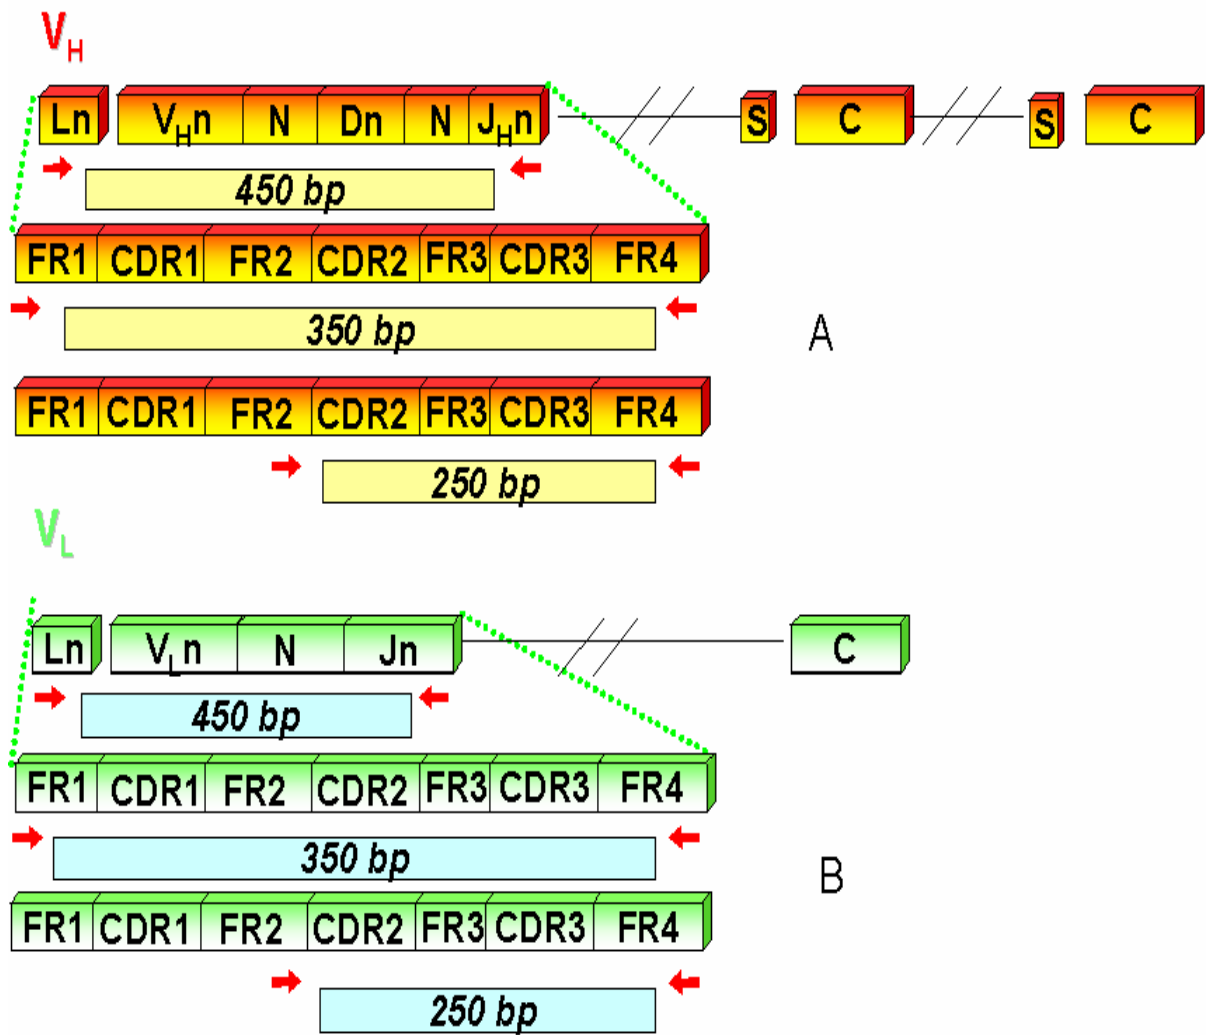 VH
Ln VHn N Dn N JHn S C S C
450 bp
FR1 CDR1 FR2 CDR2 FR3 CDR3 FR4
350 bp
A
FR1 CDR1 FR2 CDR2 FR3 CDR3 FR4
250 bp
VL
Ln VLn N Jn C
450 bp
FR1 CDR1 FR2 CDR2 FR3 CDR3 FR4
350 bp
B
FR1 CDR1 FR2 CDR2 FR3 CDR3 FR4
250 bp